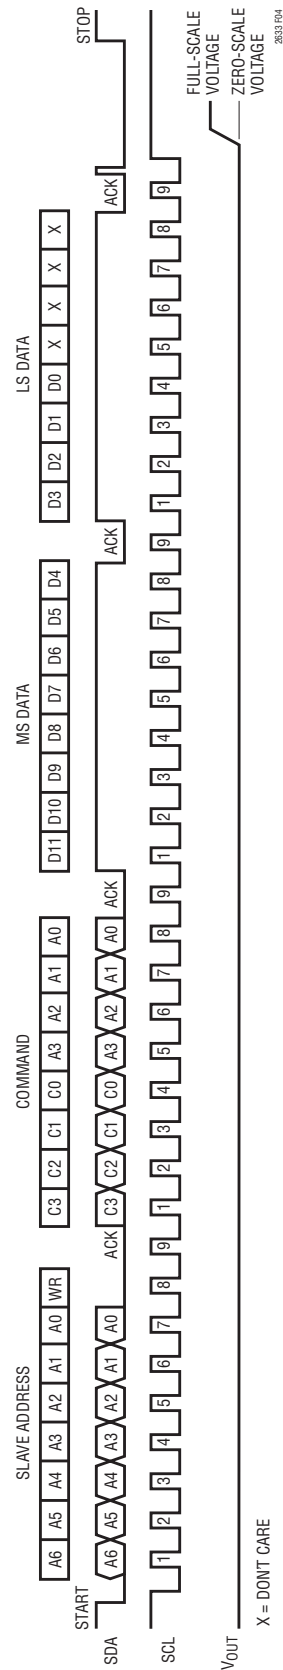 SLAVE ADDRESS COMMAND MS DATA LS DATA
A6 A5 A4 A3 A2 A1 A0 WR C3 C2 C1 C0 A3 A2 A1 A0 D11 D10 D9 D8 D7 D6 D5 D4 D3 D2 D1 D0 X X X X
START STOP
SDA A6 A5 A4 A3 A2 A1 A0 ACK C3 C2 C1 C0 A3 A2 A1 A0 ACK ACK ACK
SCL 1 2 3 4 5 6 7 8 9 1 2 3 4 5 6 7 8 9 1 2 3 4 5 6 7 8 9 1 2 3 4 5 6 7 8 9
FULL-SCALE
VOLTAGE
VOUT ZERO-SCALE
VOLTAGE
X = DON'T CARE
2633 F04